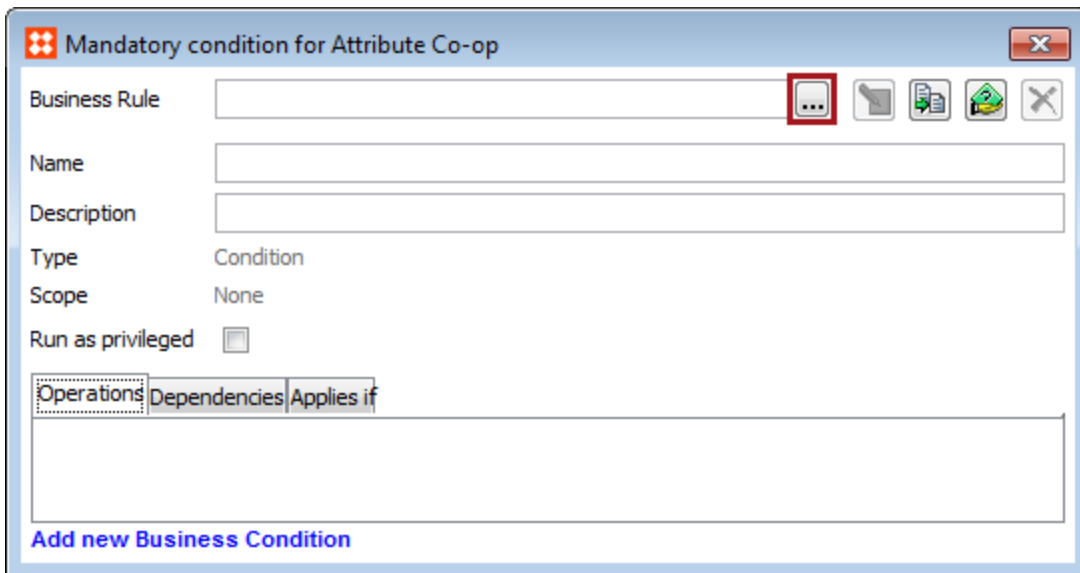 Mandatory condition for Attribute Co-op
Business Rule ...
Name
Description
Type Condition
Scope None
Run as privileged
Operations Dependencies Applies if
Add new Business Condition